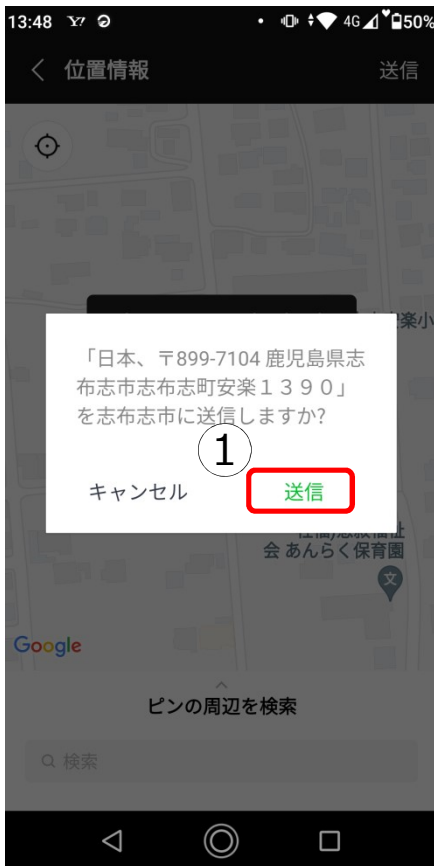 13:48 Y! 4G 50%
位置情報 送信
楽小
「日本、〒899-7104 鹿児島県志
布志市志布志町安楽１３９０」
を志布志市に送信しますか?
①
キャンセル 送信
会 あんらく保育園
文
Google
ピンの周辺を検索
検索